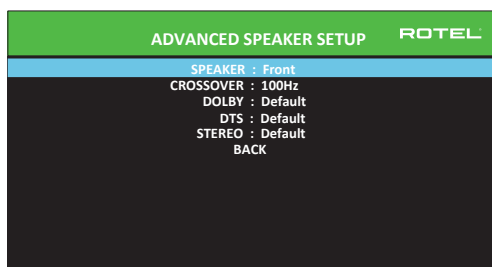 ADVANCED SPEAKER SETUP
ROTEL
SPEAKER : Front
CROSSOVER : 100Hz
DOLBY : Default
DTS : Default
STEREO : Default
BACK